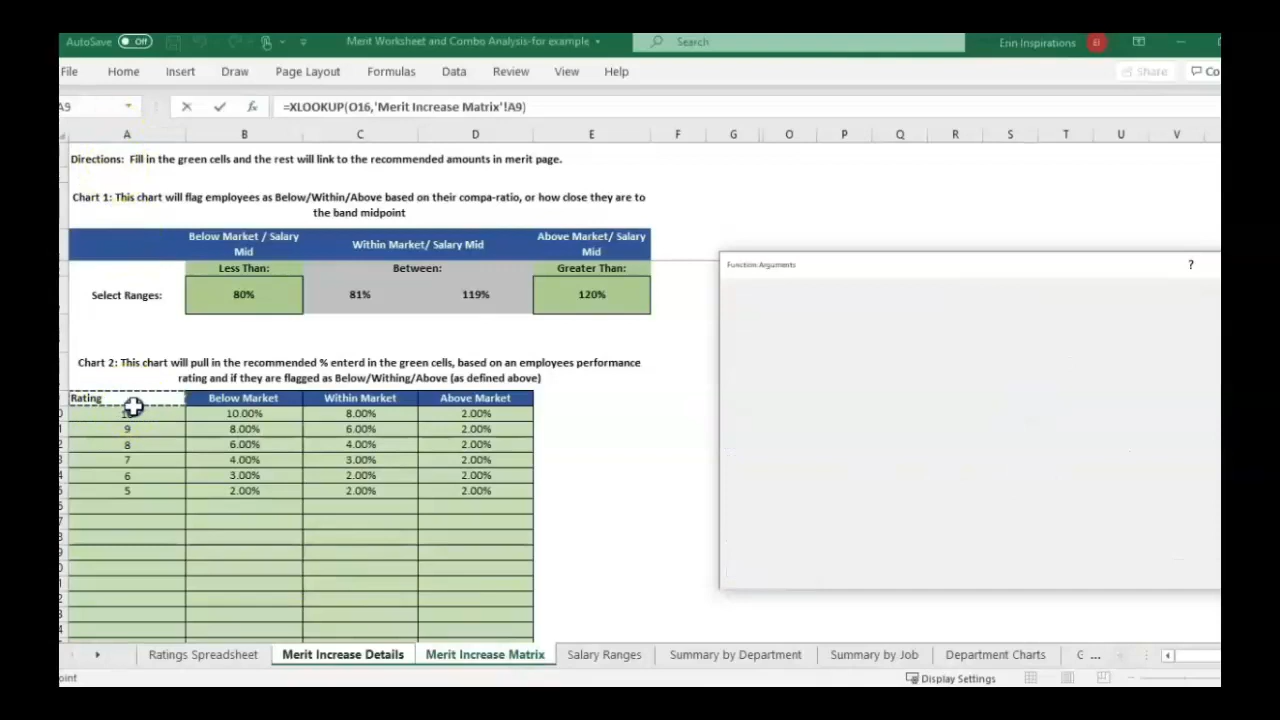 AutoSave Off Merit Worksheet and Combo Analysis-for example Search Erin Inspirations EI
File Home Insert Draw Page Layout Formulas Data Review View Help Share Co
A9 fx =XLOOKUP(O16,'Merit Increase Matrix'!A9)
A B C D E F G O P Q R S T U V
Directions: Fill in the green cells and the rest will link to the recommended amounts in merit page.
Chart 1: This chart will flag employees as Below/Within/Above based on their compa-ratio, or how close they are to
the band midpoint
Below Market / Salary
Mid
Within Market/ Salary Mid
Above Market/ Salary
Mid
Less Than: Between: Greater Than:
Select Ranges: 80% 81% 119% 120%
Function Arguments ?
Chart 2: This chart will pull in the recommended % enterd in the green cells, based on an employees performance
rating and if they are flagged as Below/Withing/Above (as defined above)
Rating Below Market Within Market Above Market
10.00% 8.00% 2.00%
9 8.00% 6.00% 2.00%
8 6.00% 4.00% 2.00%
7 4.00% 3.00% 2.00%
6 3.00% 2.00% 2.00%
5 2.00% 2.00% 2.00%
Ratings Spreadsheet Merit Increase Details Merit Increase Matrix Salary Ranges Summary by Department Summary by Job Department Charts ...
oint Display Settings